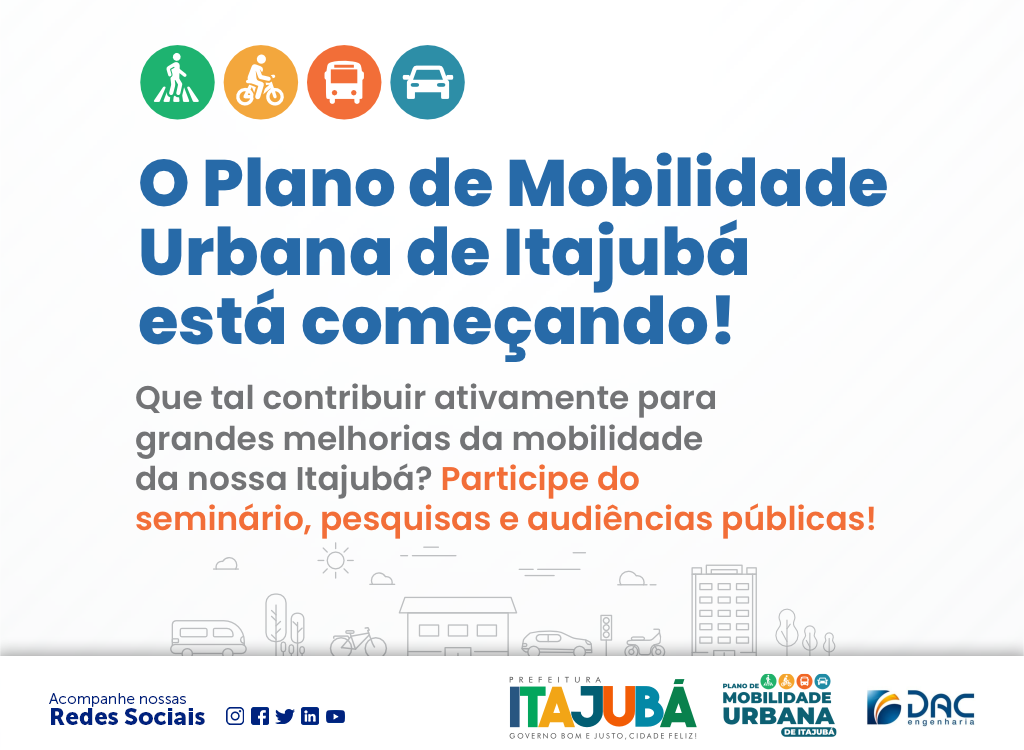 O Plano de Mobilidade
Urbana de Itajubá
está começando!
Que tal contribuir ativamente para
grandes melhorias da mobilidade
da nossa Itajubá? Participe do
seminário, pesquisas e audiências públicas!
Acompanhe nossas
Redes Sociais
PREFEITURA
ITAJUBÁ
GOVERNO BOM E JUSTO, CIDADE FELIZ!
PLANO DE
MOBILIDADE
URBANA
DE ITAJUBÁ
DAC
engenharia